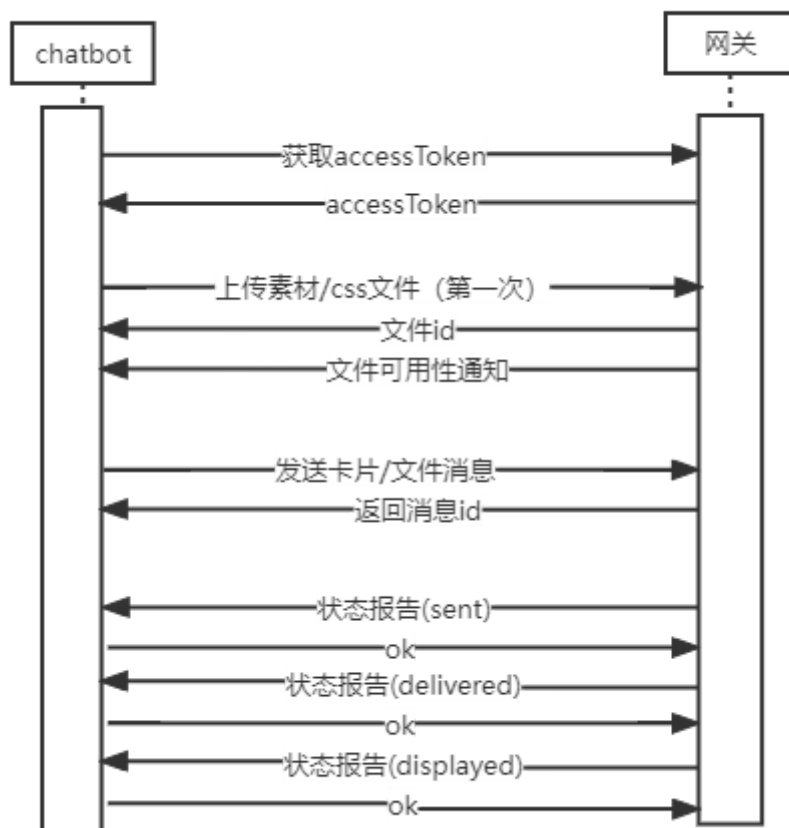 chatbot
网关
获取accessToken
accessToken
上传素材/css文件（第一次）
文件id
文件可用性通知
发送卡片/文件消息
返回消息id
状态报告(sent)
ok
状态报告(delivered)
ok
状态报告(displayed)
ok